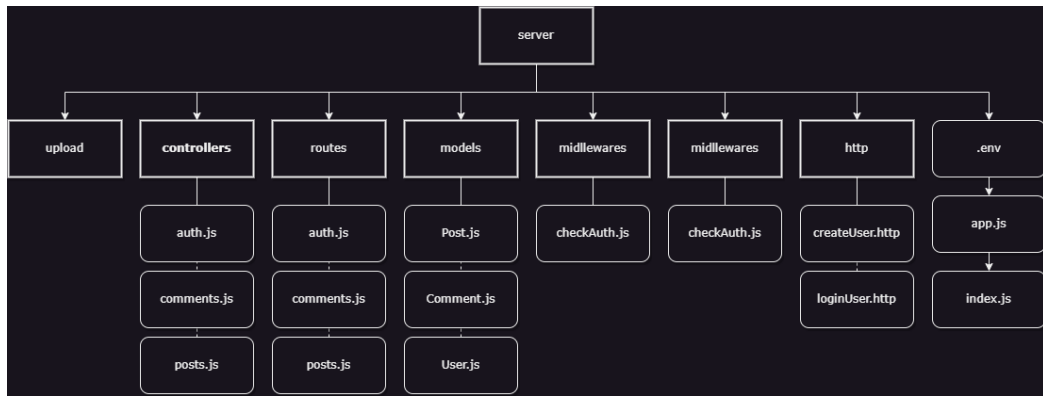 server
upload
controllers
routes
models
midllewares
midllewares
http
.env
auth.js
auth.js
Post.js
checkAuth.js
checkAuth.js
createUser.http
app.js
comments.js
comments.js
Comment.js
loginUser.http
index.js
posts.js
posts.js
User.js